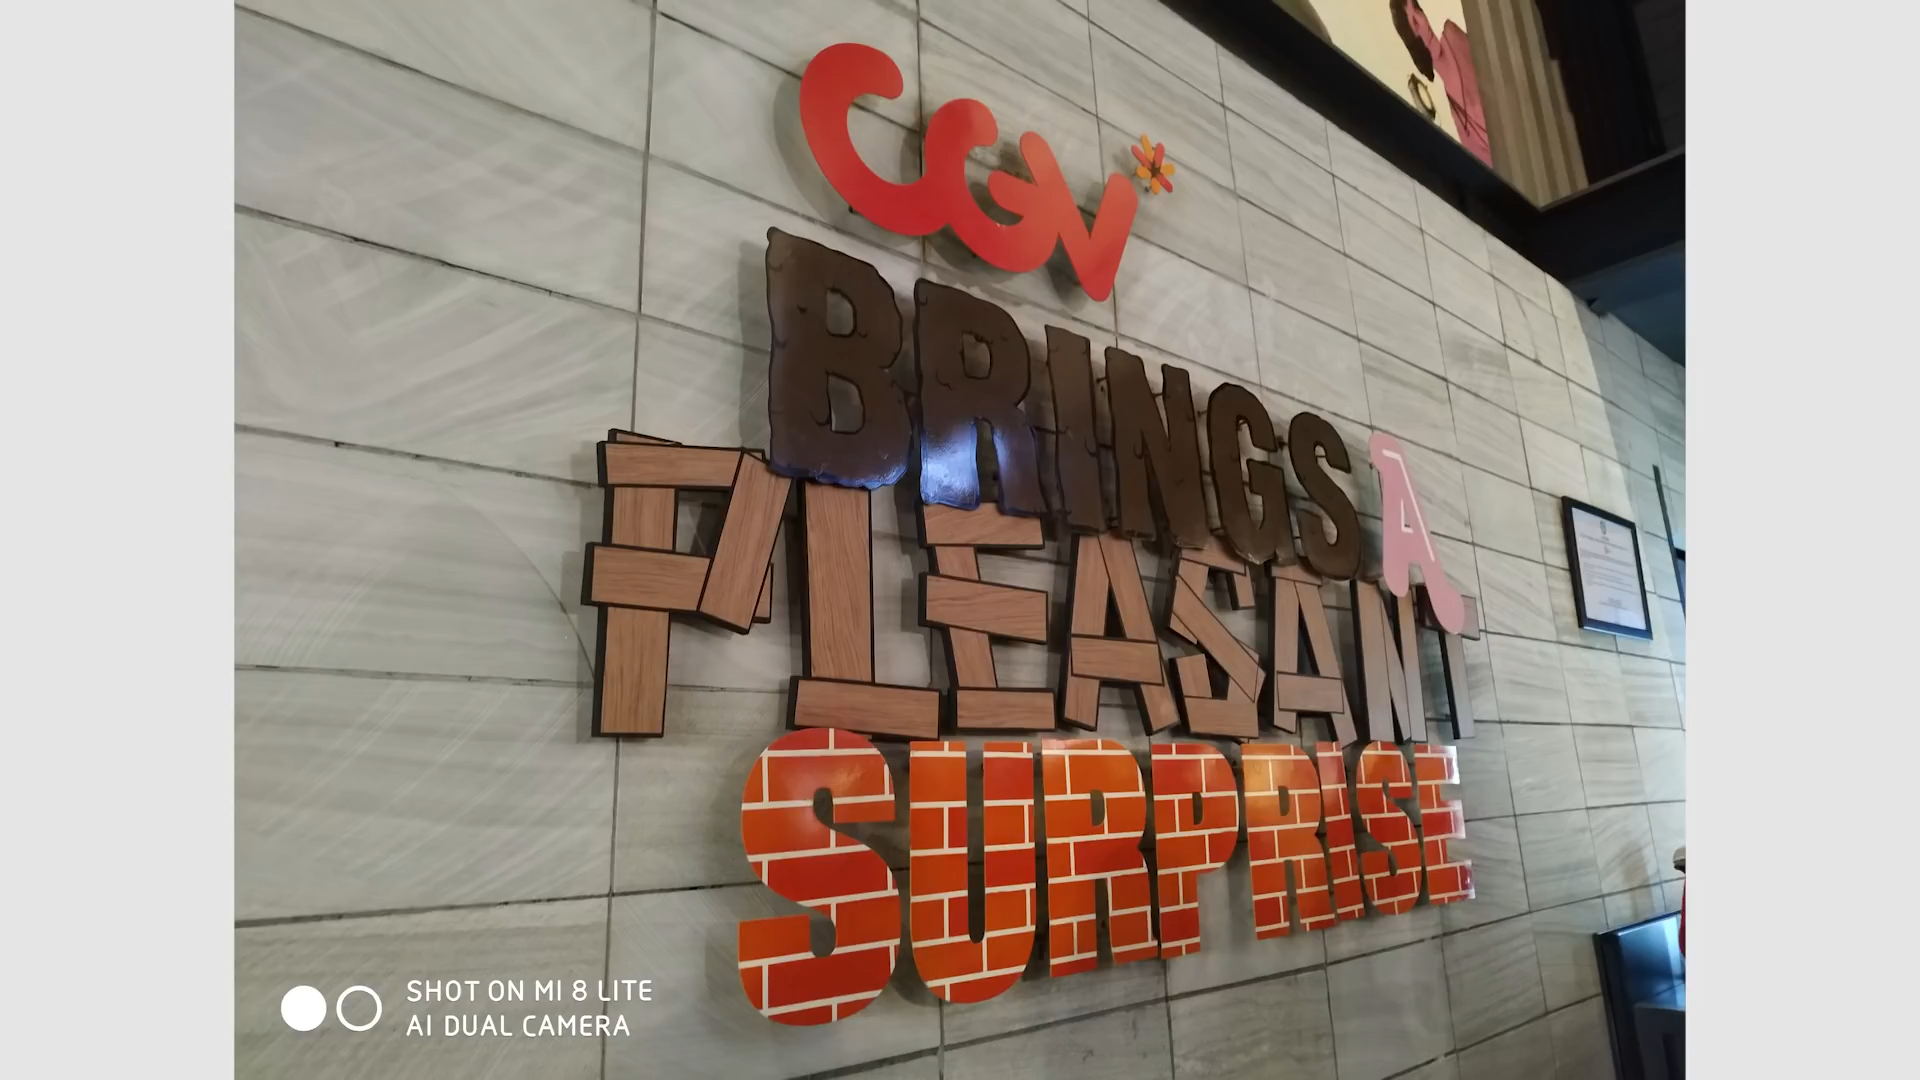 CGV
BRINGS A
PLEASANT
SURPRISE
SHOT ON MI 8 LITE
AI DUAL CAMERA